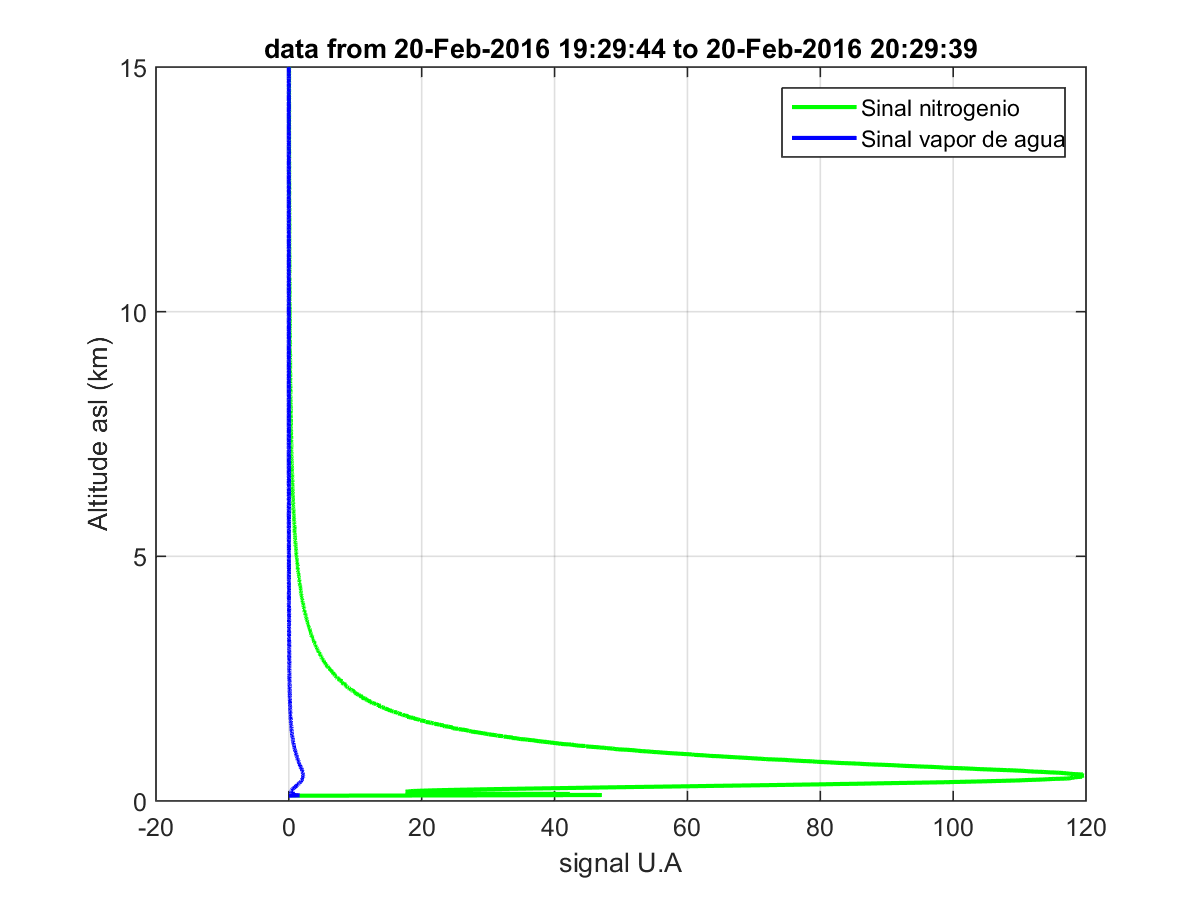 data from 20-Feb-2016 19:29:44 to 20-Feb-2016 20:29:39
15
Sinal nitrogenio
Sinal vapor de agua
10
Altitude asl (km)
5
0
-20 0 20 40 60 80 100 120
signal U.A